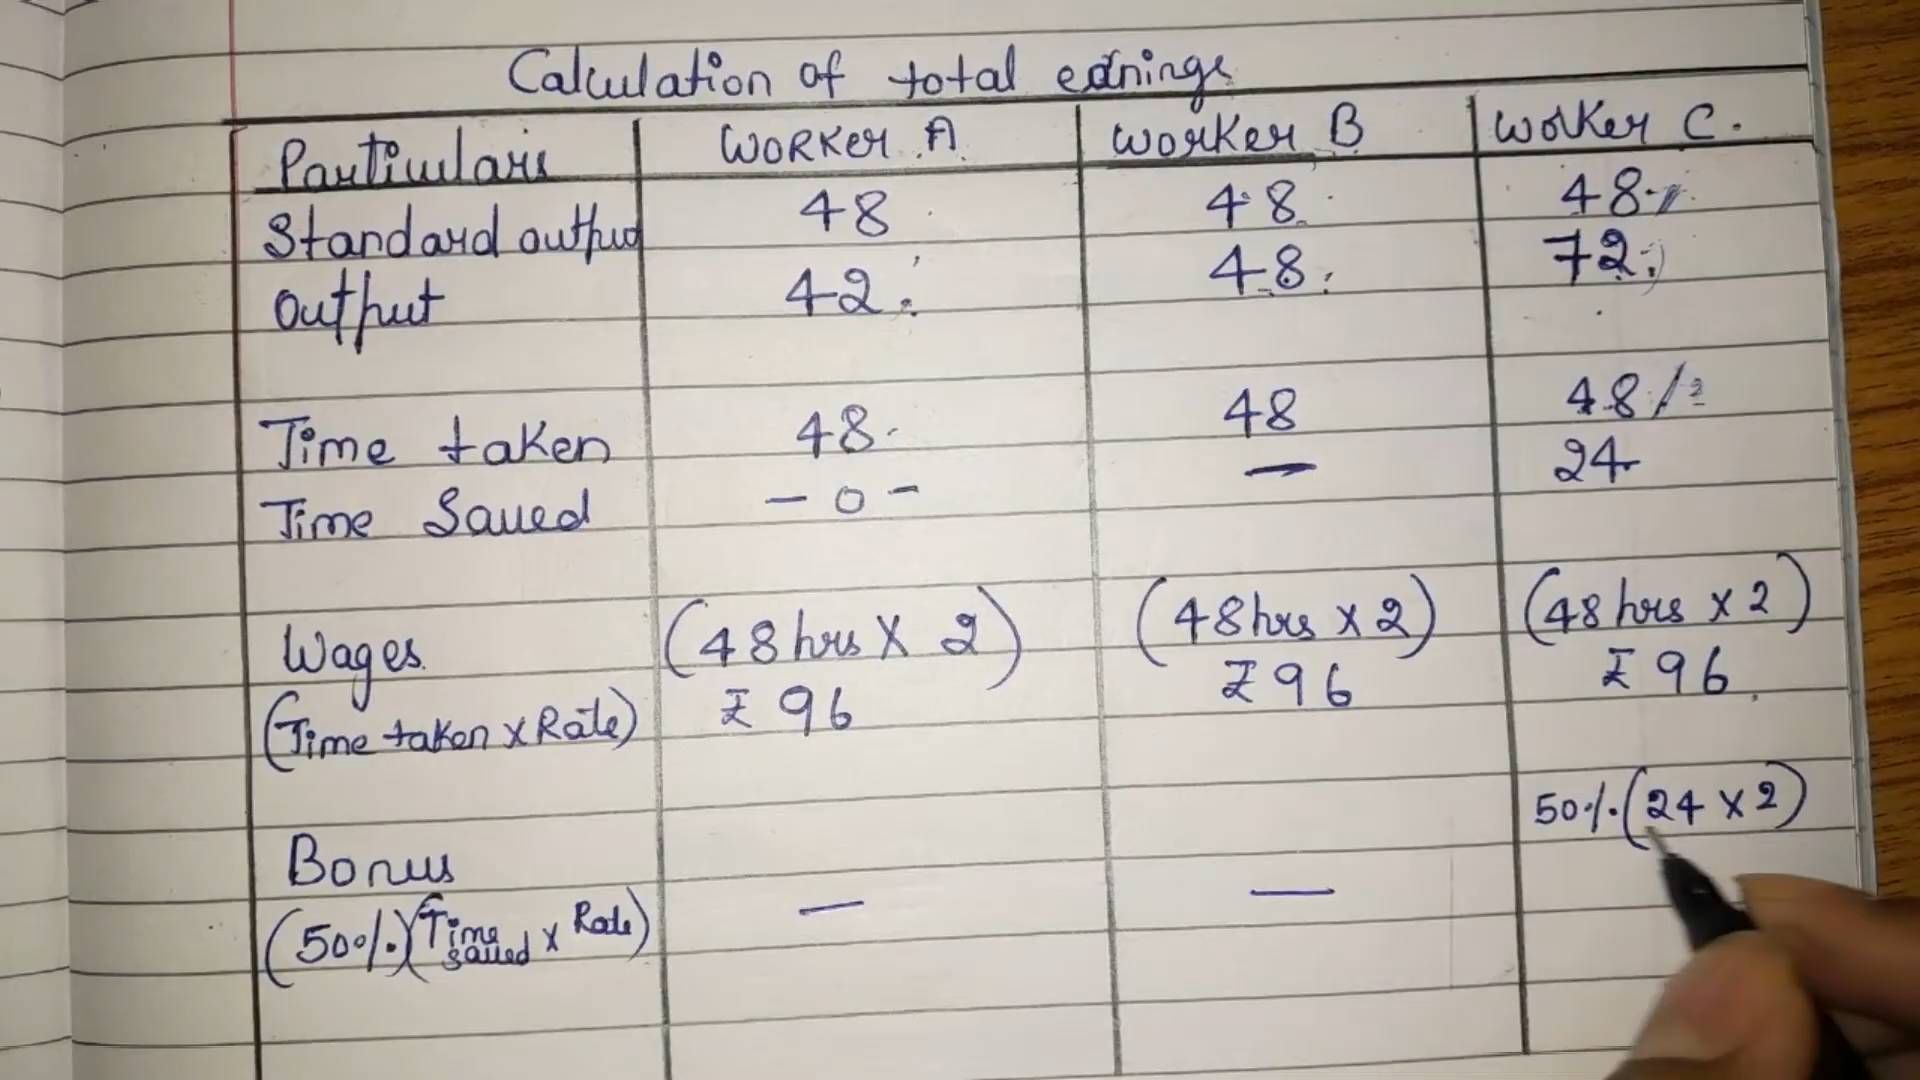 Calculation of total earnings
Particulars WORKER A. WORKER B WORKER C.
Standard output 48 48 48
Output 42 48 72
Time taken 48 48 48
Time Saved - 0 - — 24
Wages (48 hrs X 2) (48 hrs x 2) (48 hrs x 2)
(Time taken x Rate) ₹ 96 ₹ 96 ₹ 96
50%(24 x 2)
Bonus — —
(50%)(Time saved x Rate)